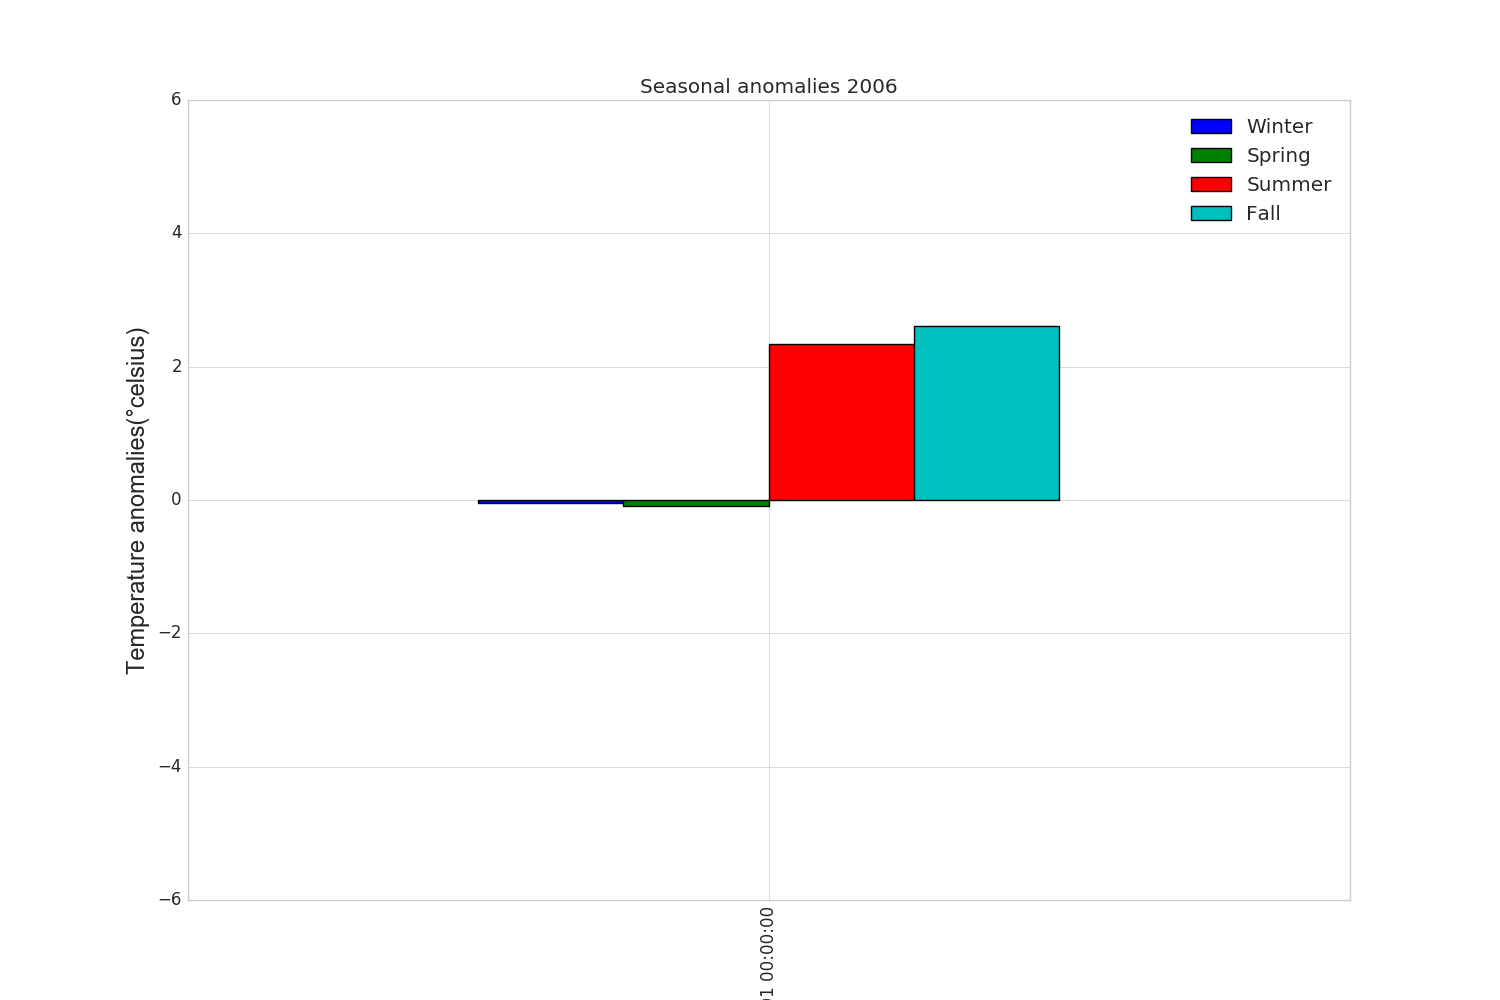 Seasonal anomalies 2006
Winter
Spring
Summer
Fall
Temperature anomalies(°celsius)
6
4
2
0
−2
−4
−6
00:00:00